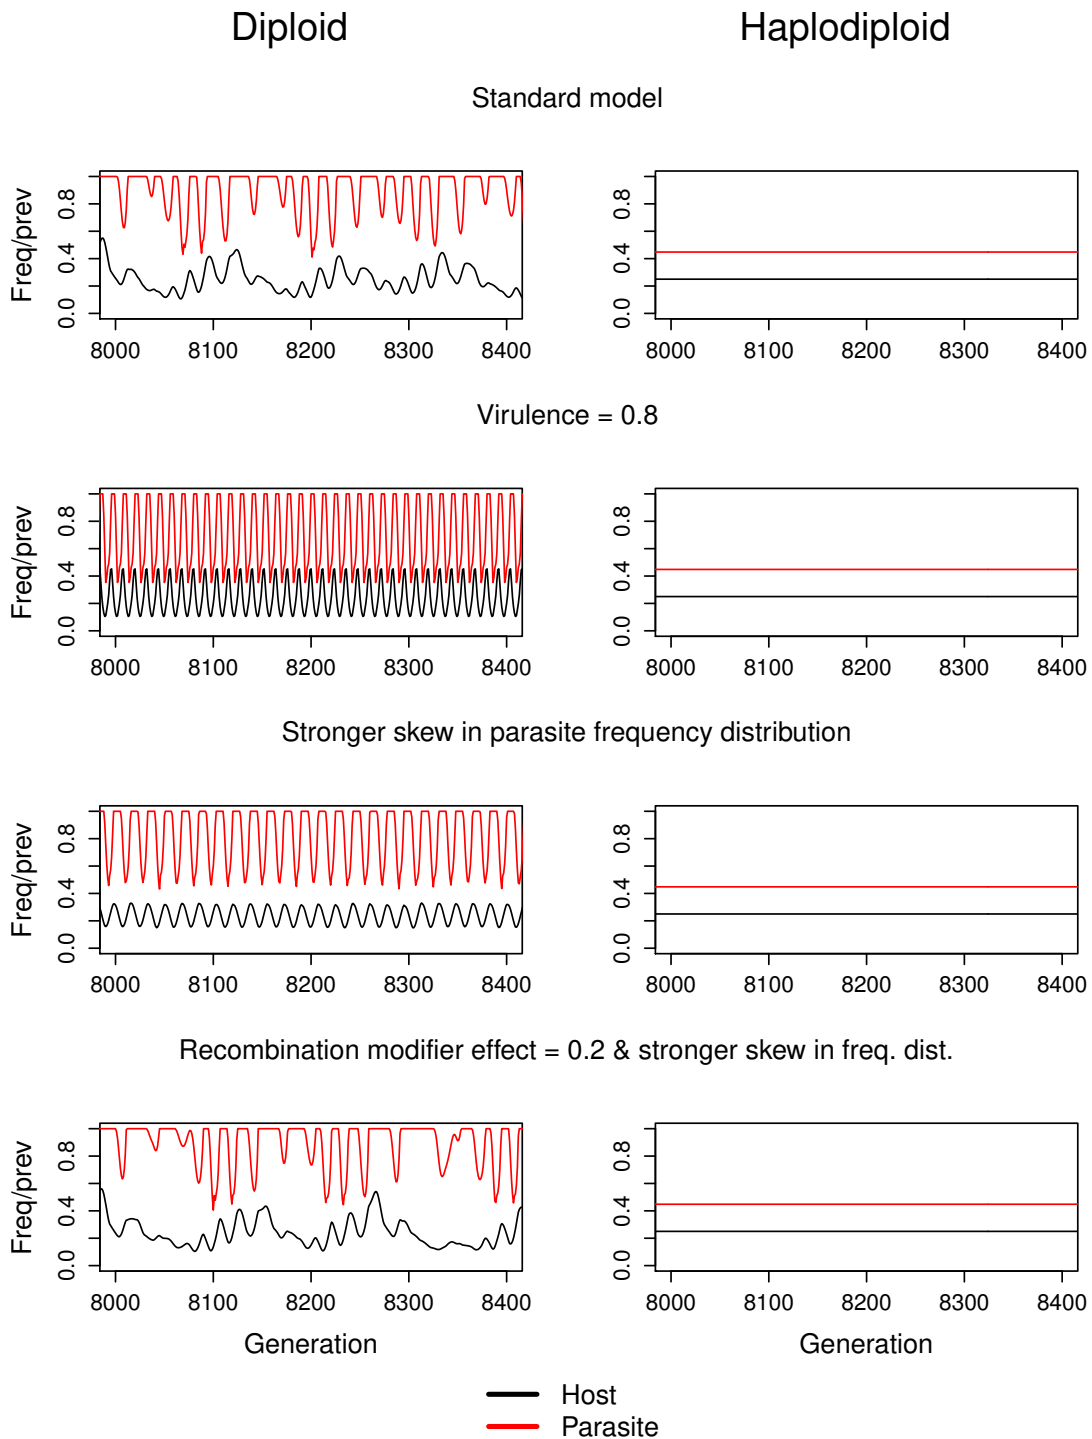 Diploid Haplodiploid
Standard model
Freq/prev
0.0 0.4 0.8
8000 8100 8200 8300 8400
0.0 0.4 0.8
8000 8100 8200 8300 8400
Virulence = 0.8
Freq/prev
0.0 0.4 0.8
8000 8100 8200 8300 8400
0.0 0.4 0.8
8000 8100 8200 8300 8400
Stronger skew in parasite frequency distribution
Freq/prev
0.0 0.4 0.8
8000 8100 8200 8300 8400
0.0 0.4 0.8
8000 8100 8200 8300 8400
Recombination modifier effect = 0.2 & stronger skew in freq. dist.
Freq/prev
0.0 0.4 0.8
8000 8100 8200 8300 8400
0.0 0.4 0.8
8000 8100 8200 8300 8400
Generation Generation
Host
Parasite